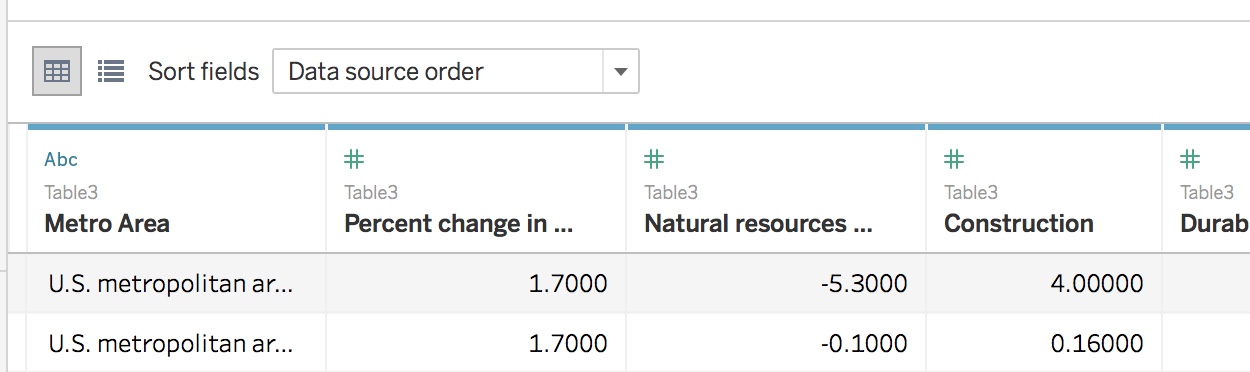 Sort fields Data source order
Abc # # # #
Table3 Table3 Table3 Table3 Table3
Metro Area Percent change in ... Natural resources ... Construction Durab
U.S. metropolitan ar... 1.7000 -5.3000 4.00000
U.S. metropolitan ar... 1.7000 -0.1000 0.16000